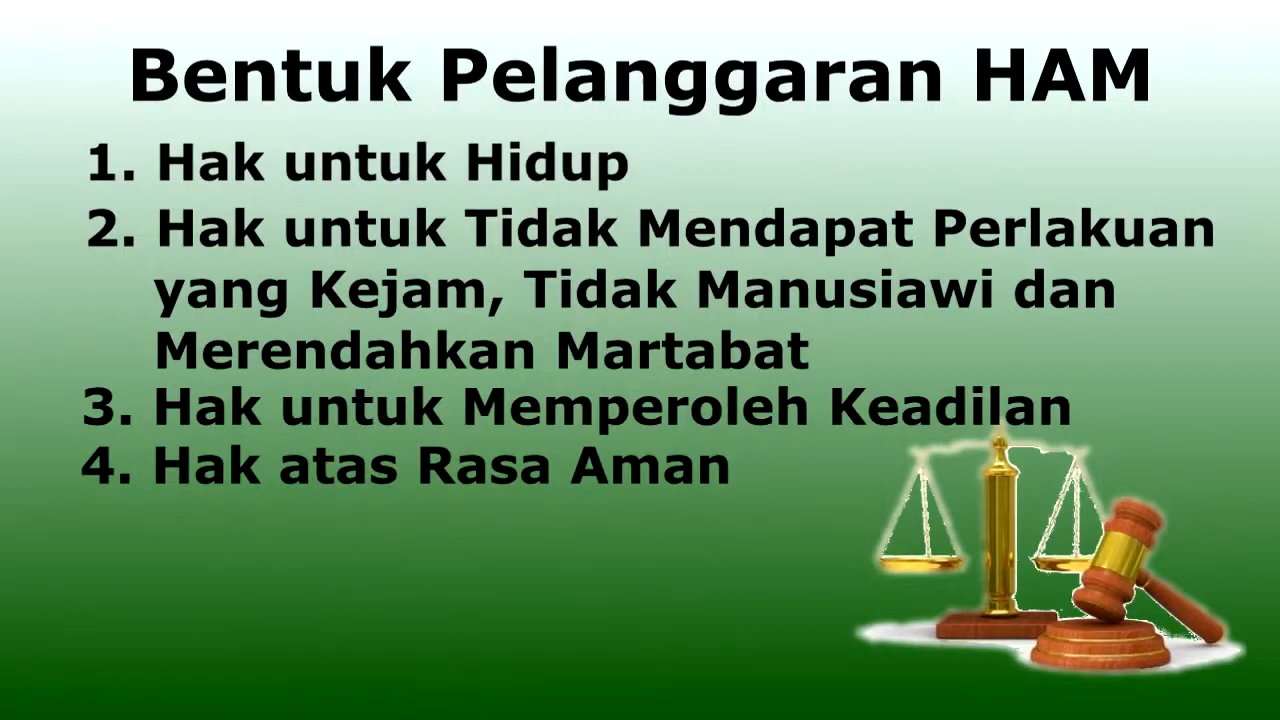 Bentuk Pelanggaran HAM
1. Hak untuk Hidup
2. Hak untuk Tidak Mendapat Perlakuan
yang Kejam, Tidak Manusiawi dan
Merendahkan Martabat
3. Hak untuk Memperoleh Keadilan
4. Hak atas Rasa Aman